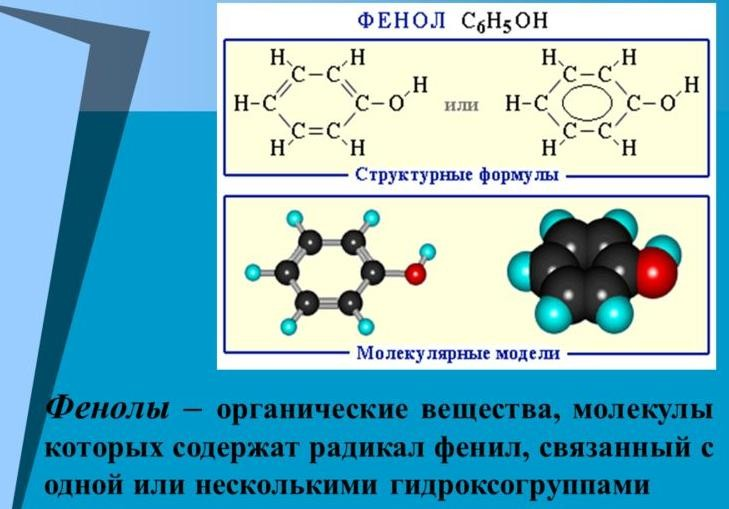 ФЕНОЛ C₆H₅OH
H H H H
C–C C–C H
H–C C–O H или H–C C–O
C=C C–C
H H H H
Структурные формулы
Молекулярные модели
Фенолы – органические вещества, молекулы
которых содержат радикал фенил, связанный с
одной или несколькими гидроксогруппами